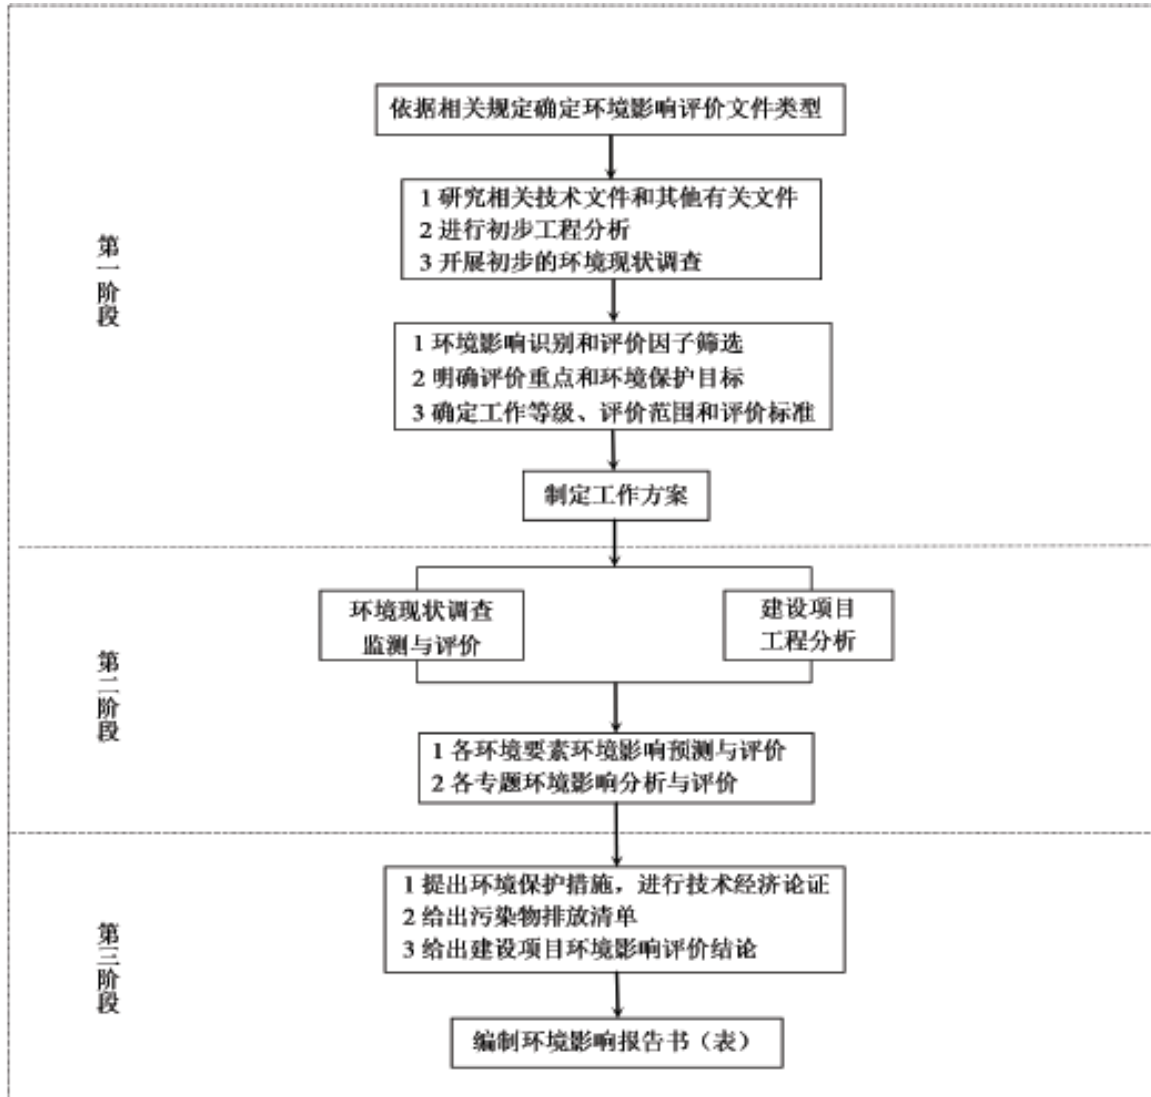 依据相关规定确定环境影响评价文件类型
1 研究相关技术文件和其他有关文件
2 进行初步工程分析
3 开展初步的环境现状调查
第一阶段
1 环境影响识别和评价因子筛选
2 明确评价重点和环境保护目标
3 确定工作等级、评价范围和评价标准
制定工作方案
环境现状调查
监测与评价
建设项目
工程分析
第二阶段
1 各环境要素环境影响预测与评价
2 各专题环境影响分析与评价
1 提出环境保护措施，进行技术经济论证
2 给出污染物排放清单
3 给出建设项目环境影响评价结论
第三阶段
编制环境影响报告书（表）